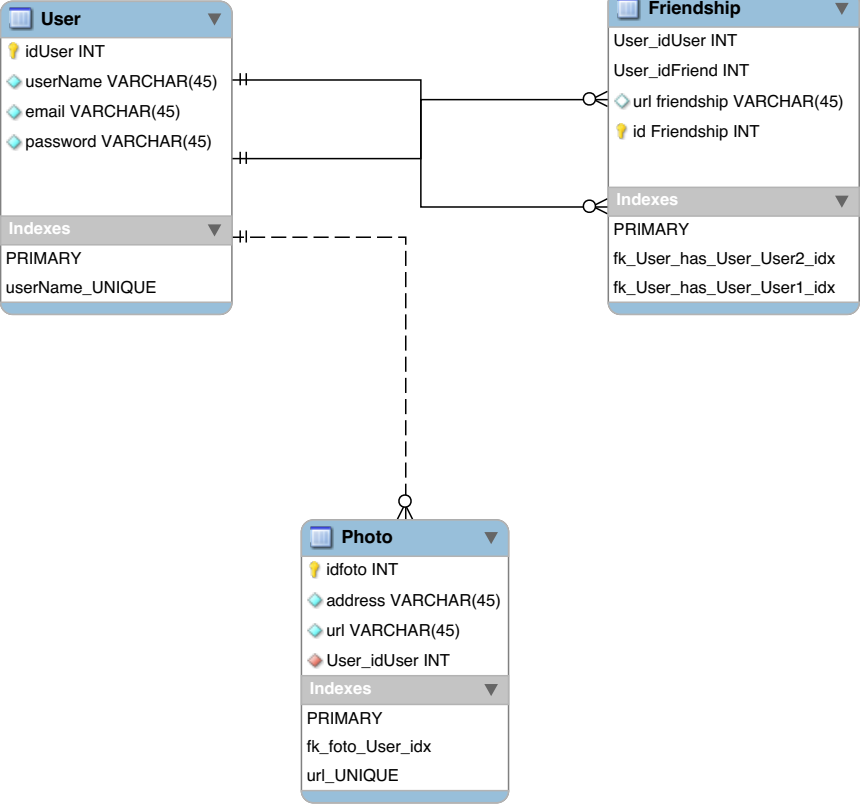 User
idUser INT
userName VARCHAR(45)
email VARCHAR(45)
password VARCHAR(45)
Indexes
PRIMARY
userName_UNIQUE
Friendship
User_idUser INT
User_idFriend INT
url friendship VARCHAR(45)
id Friendship INT
Indexes
PRIMARY
fk_User_has_User_User2_idx
fk_User_has_User_User1_idx
Photo
idfoto INT
address VARCHAR(45)
url VARCHAR(45)
User_idUser INT
Indexes
PRIMARY
fk_foto_User_idx
url_UNIQUE